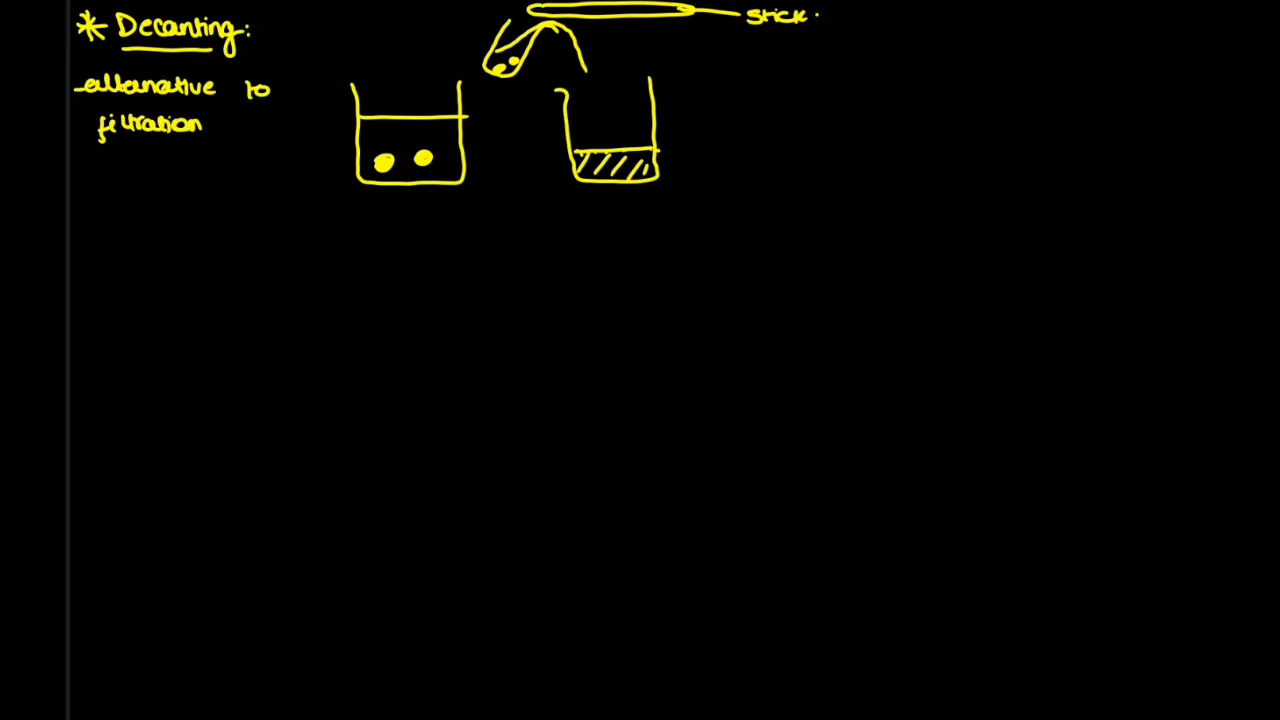 * Decanting:
- alternative to
filtration
stick.